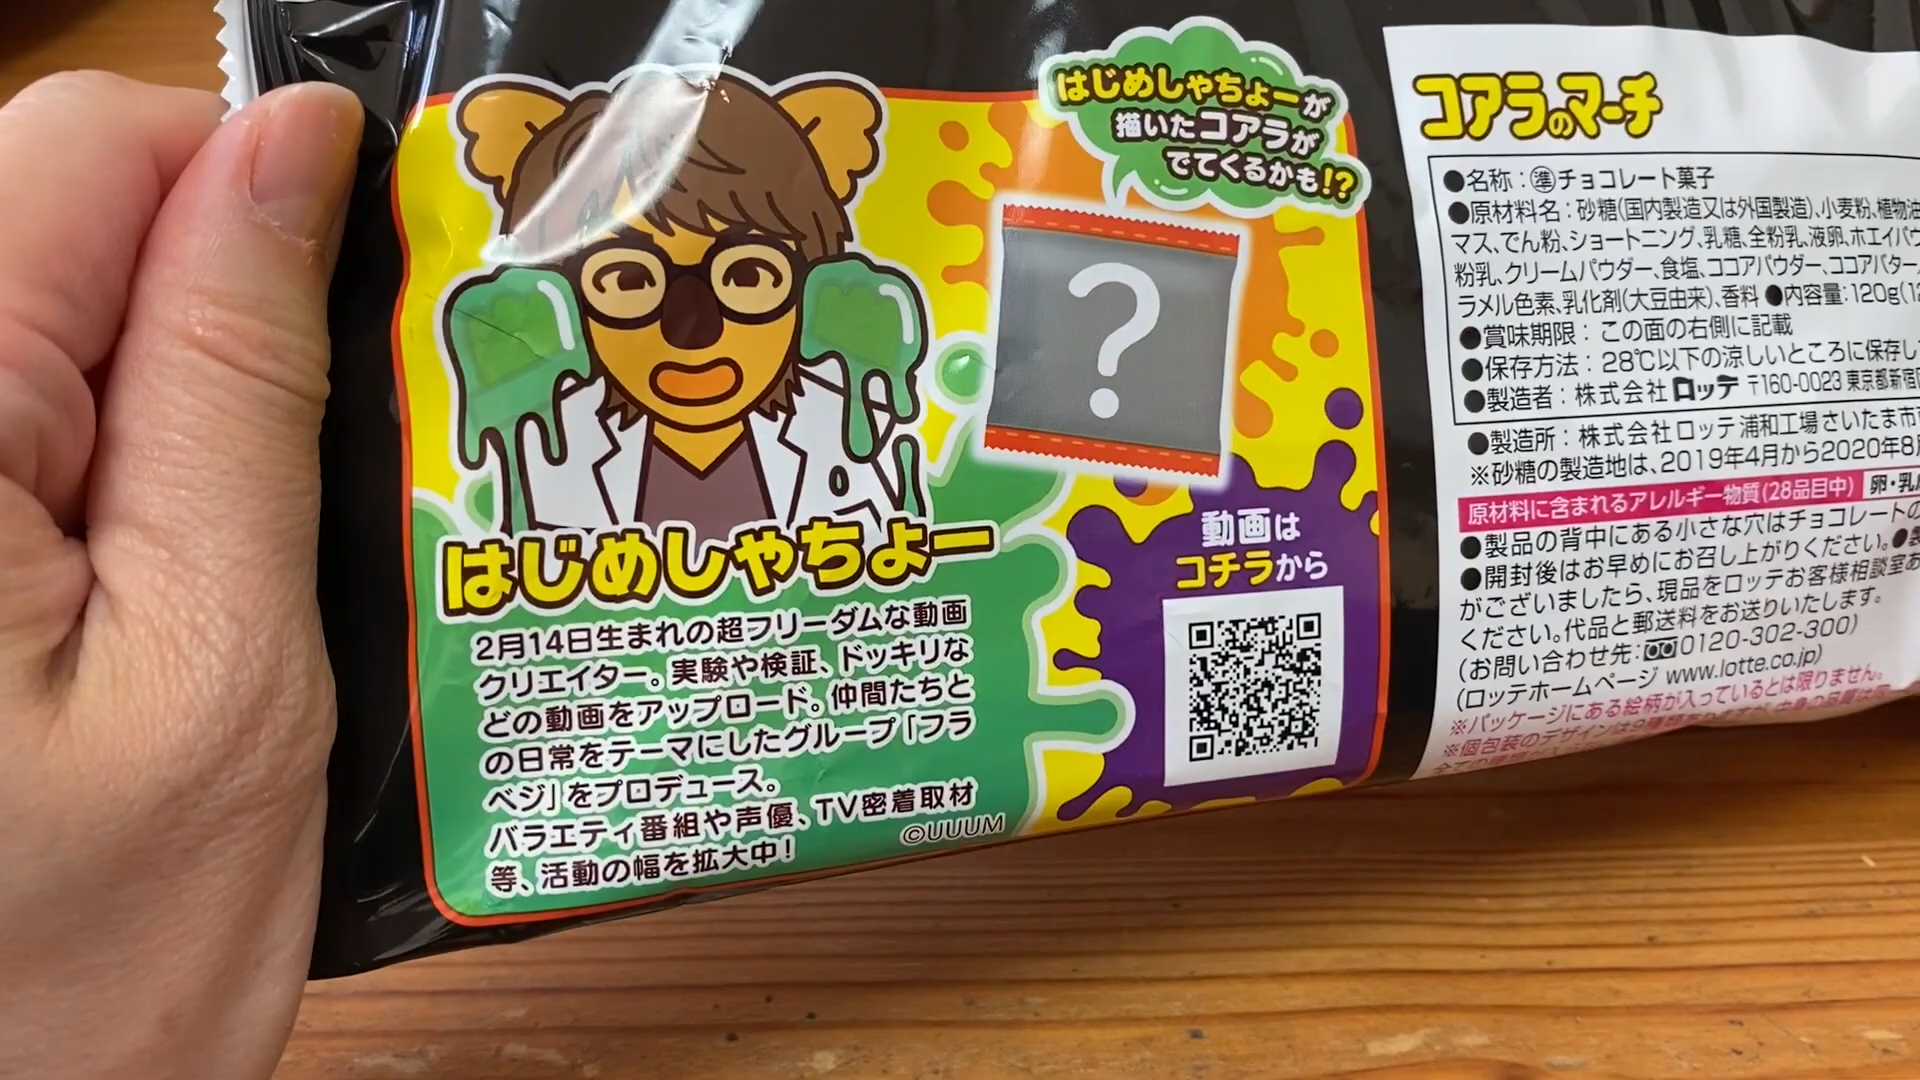 はじめしゃちょーが
描いたコアラが
でてくるかも!?
?
はじめしゃちょー
2月14日生まれの超フリーダムな動画
クリエイター。実験や検証、ドッキリな
どの動画をアップロード。仲間たちと
の日常をテーマにしたグループ「フラ
ベジ」をプロデュース。
バラエティ番組や声優、TV密着取材
等、活動の幅を拡大中!
©UUUM
動画は
コチラから
コアラのマーチ
●名称:㊟チョコレート菓子
●原材料名:砂糖(国内製造又は外国製造)、小麦粉、植物油
マス、でん粉、ショートニング、乳糖、全粉乳、液卵、ホエイパウ
粉乳、クリームパウダー、食塩、ココアパウダー、ココアバター
ラメル色素、乳化剤(大豆由来)、香料 ●内容量:120g(12
●賞味期限:この面の右側に記載
●保存方法:28℃以下の涼しいところに保存し
●製造者:株式会社ロッテ 〒160-0023 東京都新宿
●製造所:株式会社ロッテ浦和工場 さいたま市
※砂糖の製造地は、2019年4月から2020年8
原材料に含まれるアレルギー物質(28品目中) 卵・乳
●製品の背中にある小さな穴はチョコレートの
●開封後はお早めにお召し上がりください。●
がございましたら、現品をロッテお客様相談室
ください。代品と郵送料をお送りいたします。
(お問い合わせ先:0120-302-300)
(ロッテホームページ www.lotte.co.jp)
※パッケージにある絵柄が入っているとは限りません。
※個包装のデザインは9種類